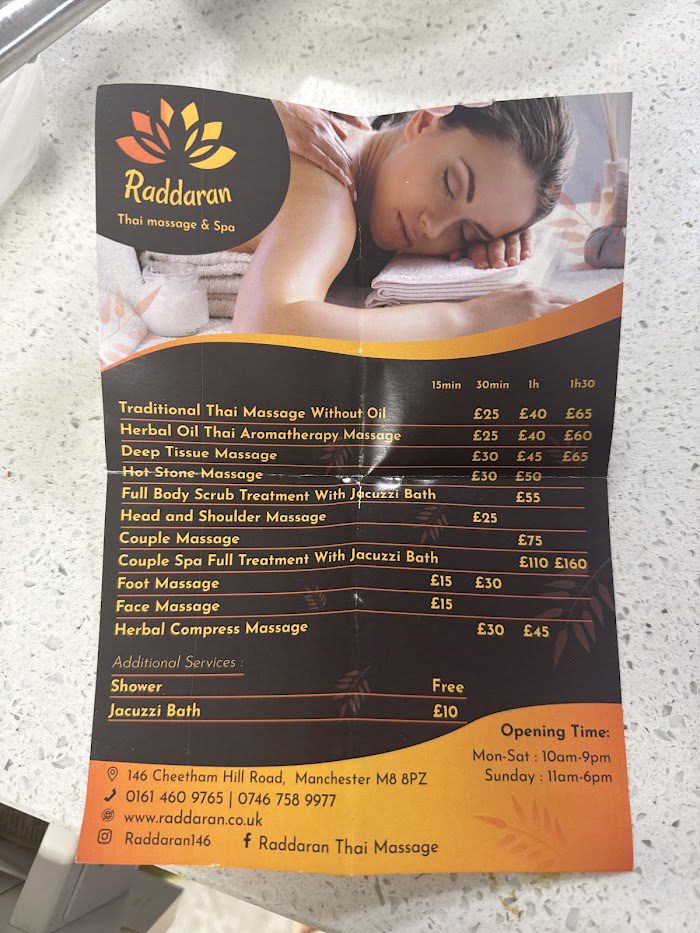 Raddaran
Thai massage & Spa
15min 30min 1h 1h30
Traditional Thai Massage Without Oil £25 £40 £65
Herbal Oil Thai Aromatherapy Massage £25 £40 £60
Deep Tissue Massage £30 £45 £65
Hot Stone Massage £30 £50
Full Body Scrub Treatment With Jacuzzi Bath £55
Head and Shoulder Massage £25
Couple Massage £75
Couple Spa Full Treatment With Jacuzzi Bath £110 £160
Foot Massage £15 £30
Face Massage £15
Herbal Compress Massage £30 £45
Additional Services :
Shower Free
Jacuzzi Bath £10
Opening Time:
Mon-Sat : 10am-9pm
Sunday : 11am-6pm
146 Cheetham Hill Road, Manchester M8 8PZ
0161 460 9765 | 0746 758 9977
www.raddaran.co.uk
Raddaran146 f Raddaran Thai Massage